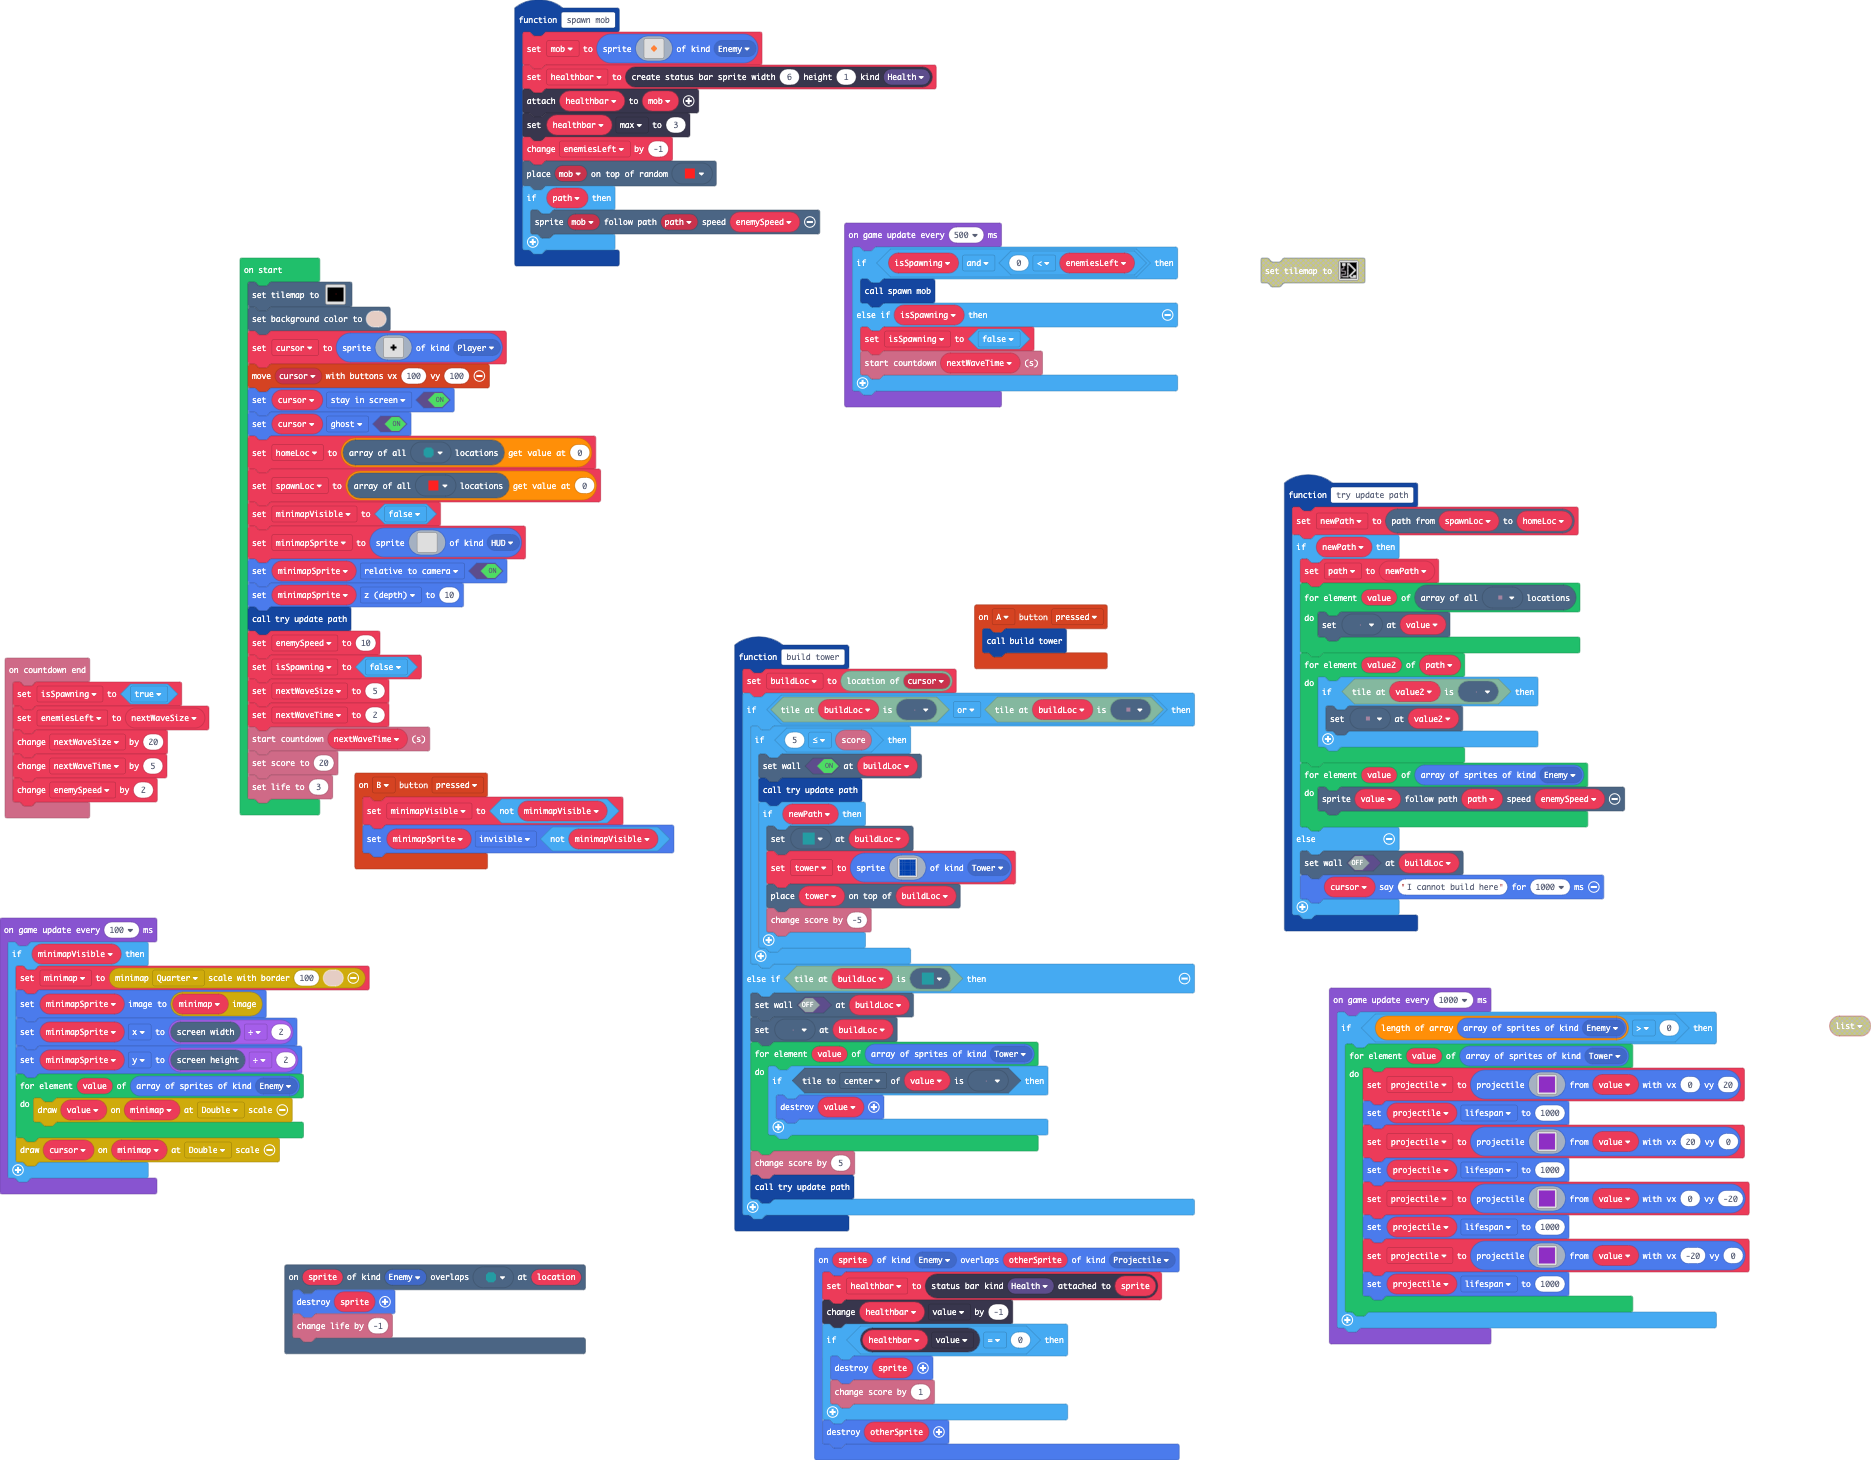 function spawn mob
set mob to sprite of kind Enemy
set healthbar to create status bar sprite width 6 height 1 kind Health
attach healthbar to mob
set healthbar max to 3
change enemiesLeft by -1
place mob on top of random
if path then
sprite mob follow path path speed enemySpeed
on game update every 500 ms
if isSpawning and 0 < enemiesLeft then
call spawn mob
else if isSpawning then
set isSpawning to false
start countdown nextWaveTime (s)
set tilemap to
on start
set tilemap to
set background color to
set cursor to sprite of kind Player
move cursor with buttons vx 100 vy 100
set cursor stay in screen ON
set cursor ghost ON
set homeLoc to array of all locations get value at 0
set spawnLoc to array of all locations get value at 0
set minimapVisible to false
set minimapSprite to sprite of kind HUD
set minimapSprite relative to camera ON
set minimapSprite z (depth) to 10
call try update path
set enemySpeed to 10
set isSpawning to false
set nextWaveSize to 5
set nextWaveTime to 2
start countdown nextWaveTime (s)
set score to 20
set life to 3
on countdown end
set isSpawning to true
set enemiesLeft to nextWaveSize
change nextWaveSize by 20
change nextWaveTime by 5
change enemySpeed by 2
on B button pressed
set minimapVisible to not minimapVisible
set minimapSprite invisible not minimapVisible
function try update path
set newPath to path from spawnLoc to homeLoc
if newPath then
set path to newPath
for element value of array of all locations
do set at value
for element value2 of path
do if tile at value2 is then
set at value2
for element value of array of sprites of kind Enemy
do sprite value follow path path speed enemySpeed
else
set wall OFF at buildLoc
cursor say "I cannot build here" for 1000 ms
on A button pressed
call build tower
function build tower
set buildLoc to location of cursor
if tile at buildLoc is or tile at buildLoc is then
if 5 ≤ score then
set wall ON at buildLoc
call try update path
if newPath then
set at buildLoc
set tower to sprite of kind Tower
place tower on top of buildLoc
change score by -5
else if tile at buildLoc is then
set wall OFF at buildLoc
set at buildLoc
for element value of array of sprites of kind Tower
do if tile to center of value is then
destroy value
change score by 5
call try update path
on game update every 100 ms
if minimapVisible then
set minimap to minimap Quarter scale with border 100
set minimapSprite image to minimap image
set minimapSprite x to screen width ÷ 2
set minimapSprite y to screen height ÷ 2
for element value of array of sprites of kind Enemy
do draw value on minimap at Double scale
draw cursor on minimap at Double scale
on game update every 1000 ms
if length of array array of sprites of kind Enemy > 0 then
for element value of array of sprites of kind Tower
do set projectile to projectile from value with vx 0 vy 20
set projectile lifespan to 1000
set projectile to projectile from value with vx 20 vy 0
set projectile lifespan to 1000
set projectile to projectile from value with vx 0 vy -20
set projectile lifespan to 1000
set projectile to projectile from value with vx -20 vy 0
set projectile lifespan to 1000
list
on sprite of kind Enemy overlaps at location
destroy sprite
change life by -1
on sprite of kind Enemy overlaps otherSprite of kind Projectile
set healthbar to status bar kind Health attached to sprite
change healthbar value by -1
if healthbar value = 0 then
destroy sprite
change score by 1
destroy otherSprite